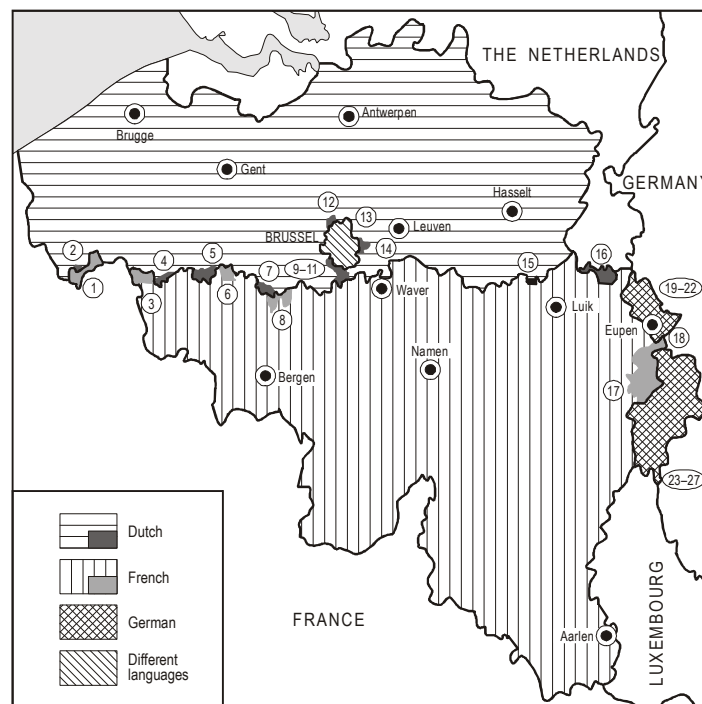 THE NETHERLANDS
Brugge
Antwerpen
Gent
GERMANY
Hasselt
12
13
BRUSSEL
Leuven
2
4
5
7
9–11
14
15
16
1
3
6
8
Waver
Luik
19–22
Eupen
18
Bergen
Namen
17
23–27
Dutch
French
German
Different
languages
FRANCE
Aarlen
LUXEMBOURG